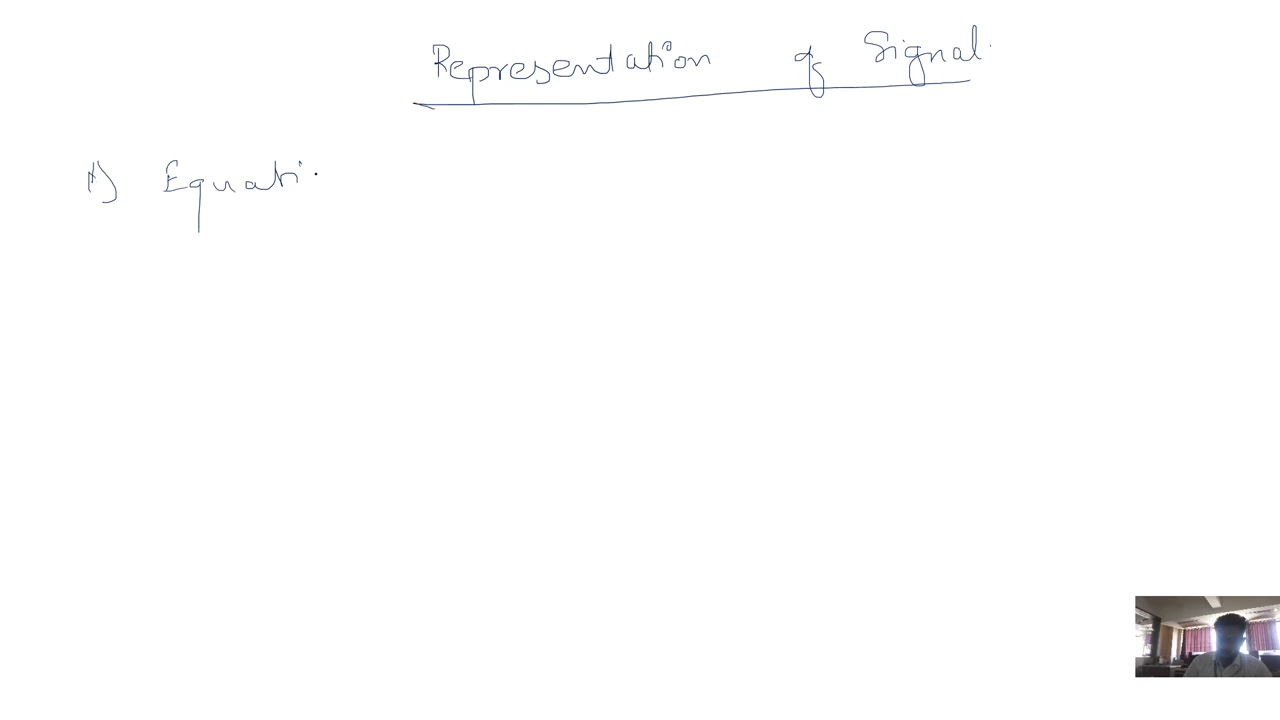 Representation of Signal.
1) Equati